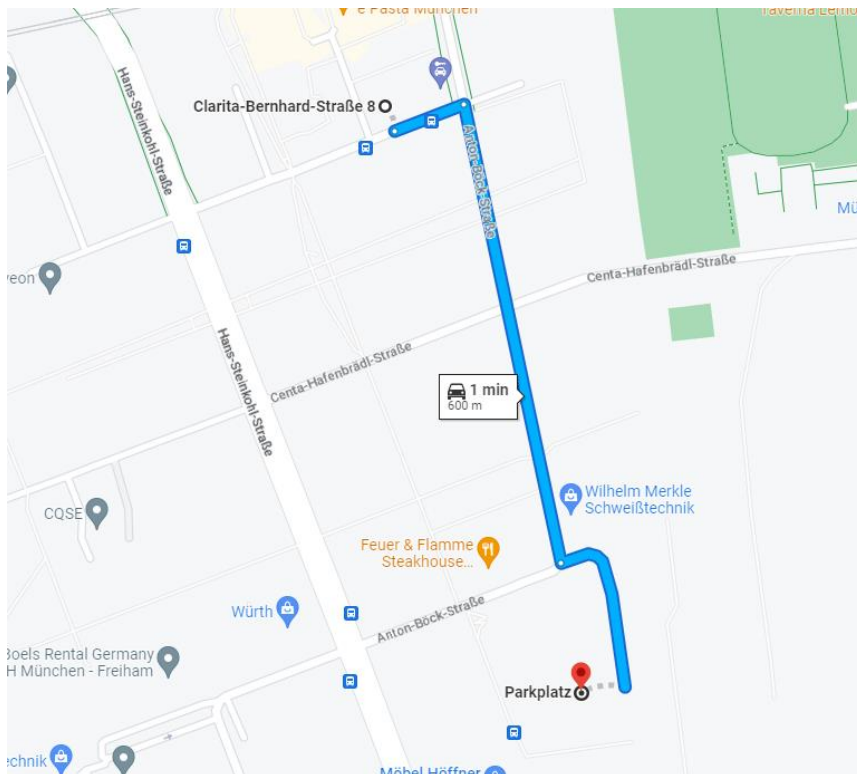 e Pasta München
Taverna Lemo
Clarita-Bernhard-Straße 8
Hans-Steinkohl-Straße
Anton-Böck-Straße
Mü
yeon
Centa-Hafenbrädl-Straße
Hans-Steinkohl-Straße
Centa-Hafenbrädl-Straße
1 min
600 m
CQSE
Wilhelm Merkle
Schweißtechnik
Feuer & Flamme
Steakhouse...
Würth
Anton-Böck-Straße
Boels Rental Germany
H München - Freiham
Parkplatz
technik
Möbel Höffner